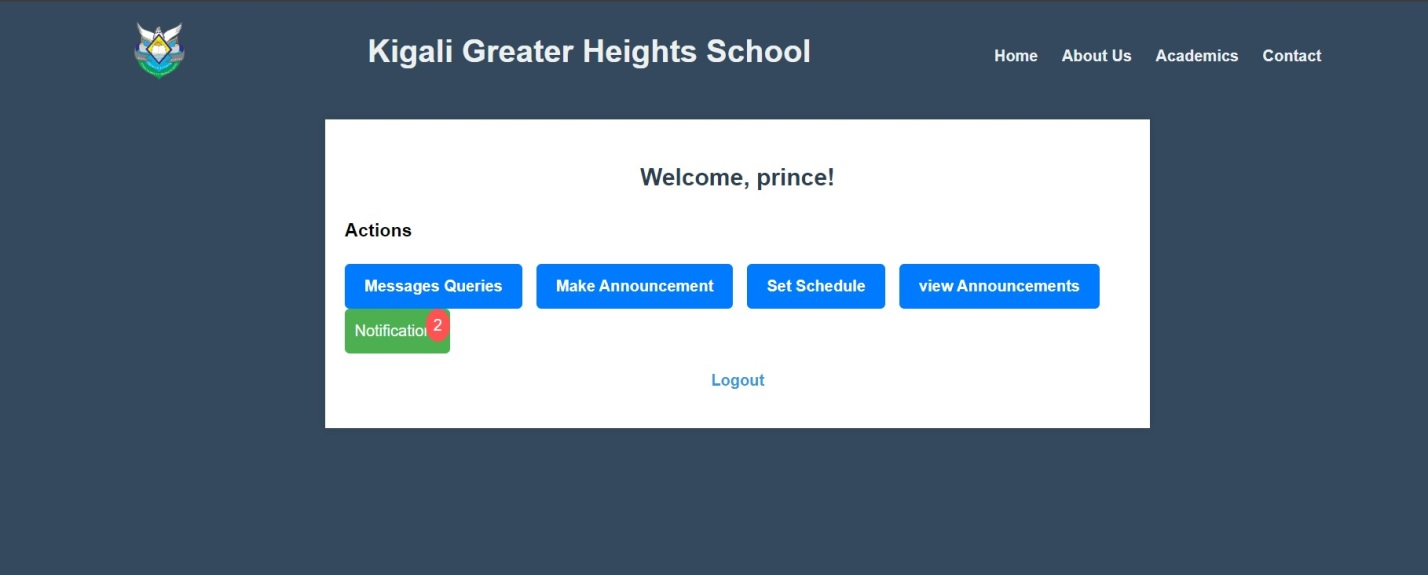 Kigali Greater Heights School
Home About Us Academics Contact
Welcome, prince!
Actions
Messages Queries Make Announcement Set Schedule view Announcements
Notification 2
Logout